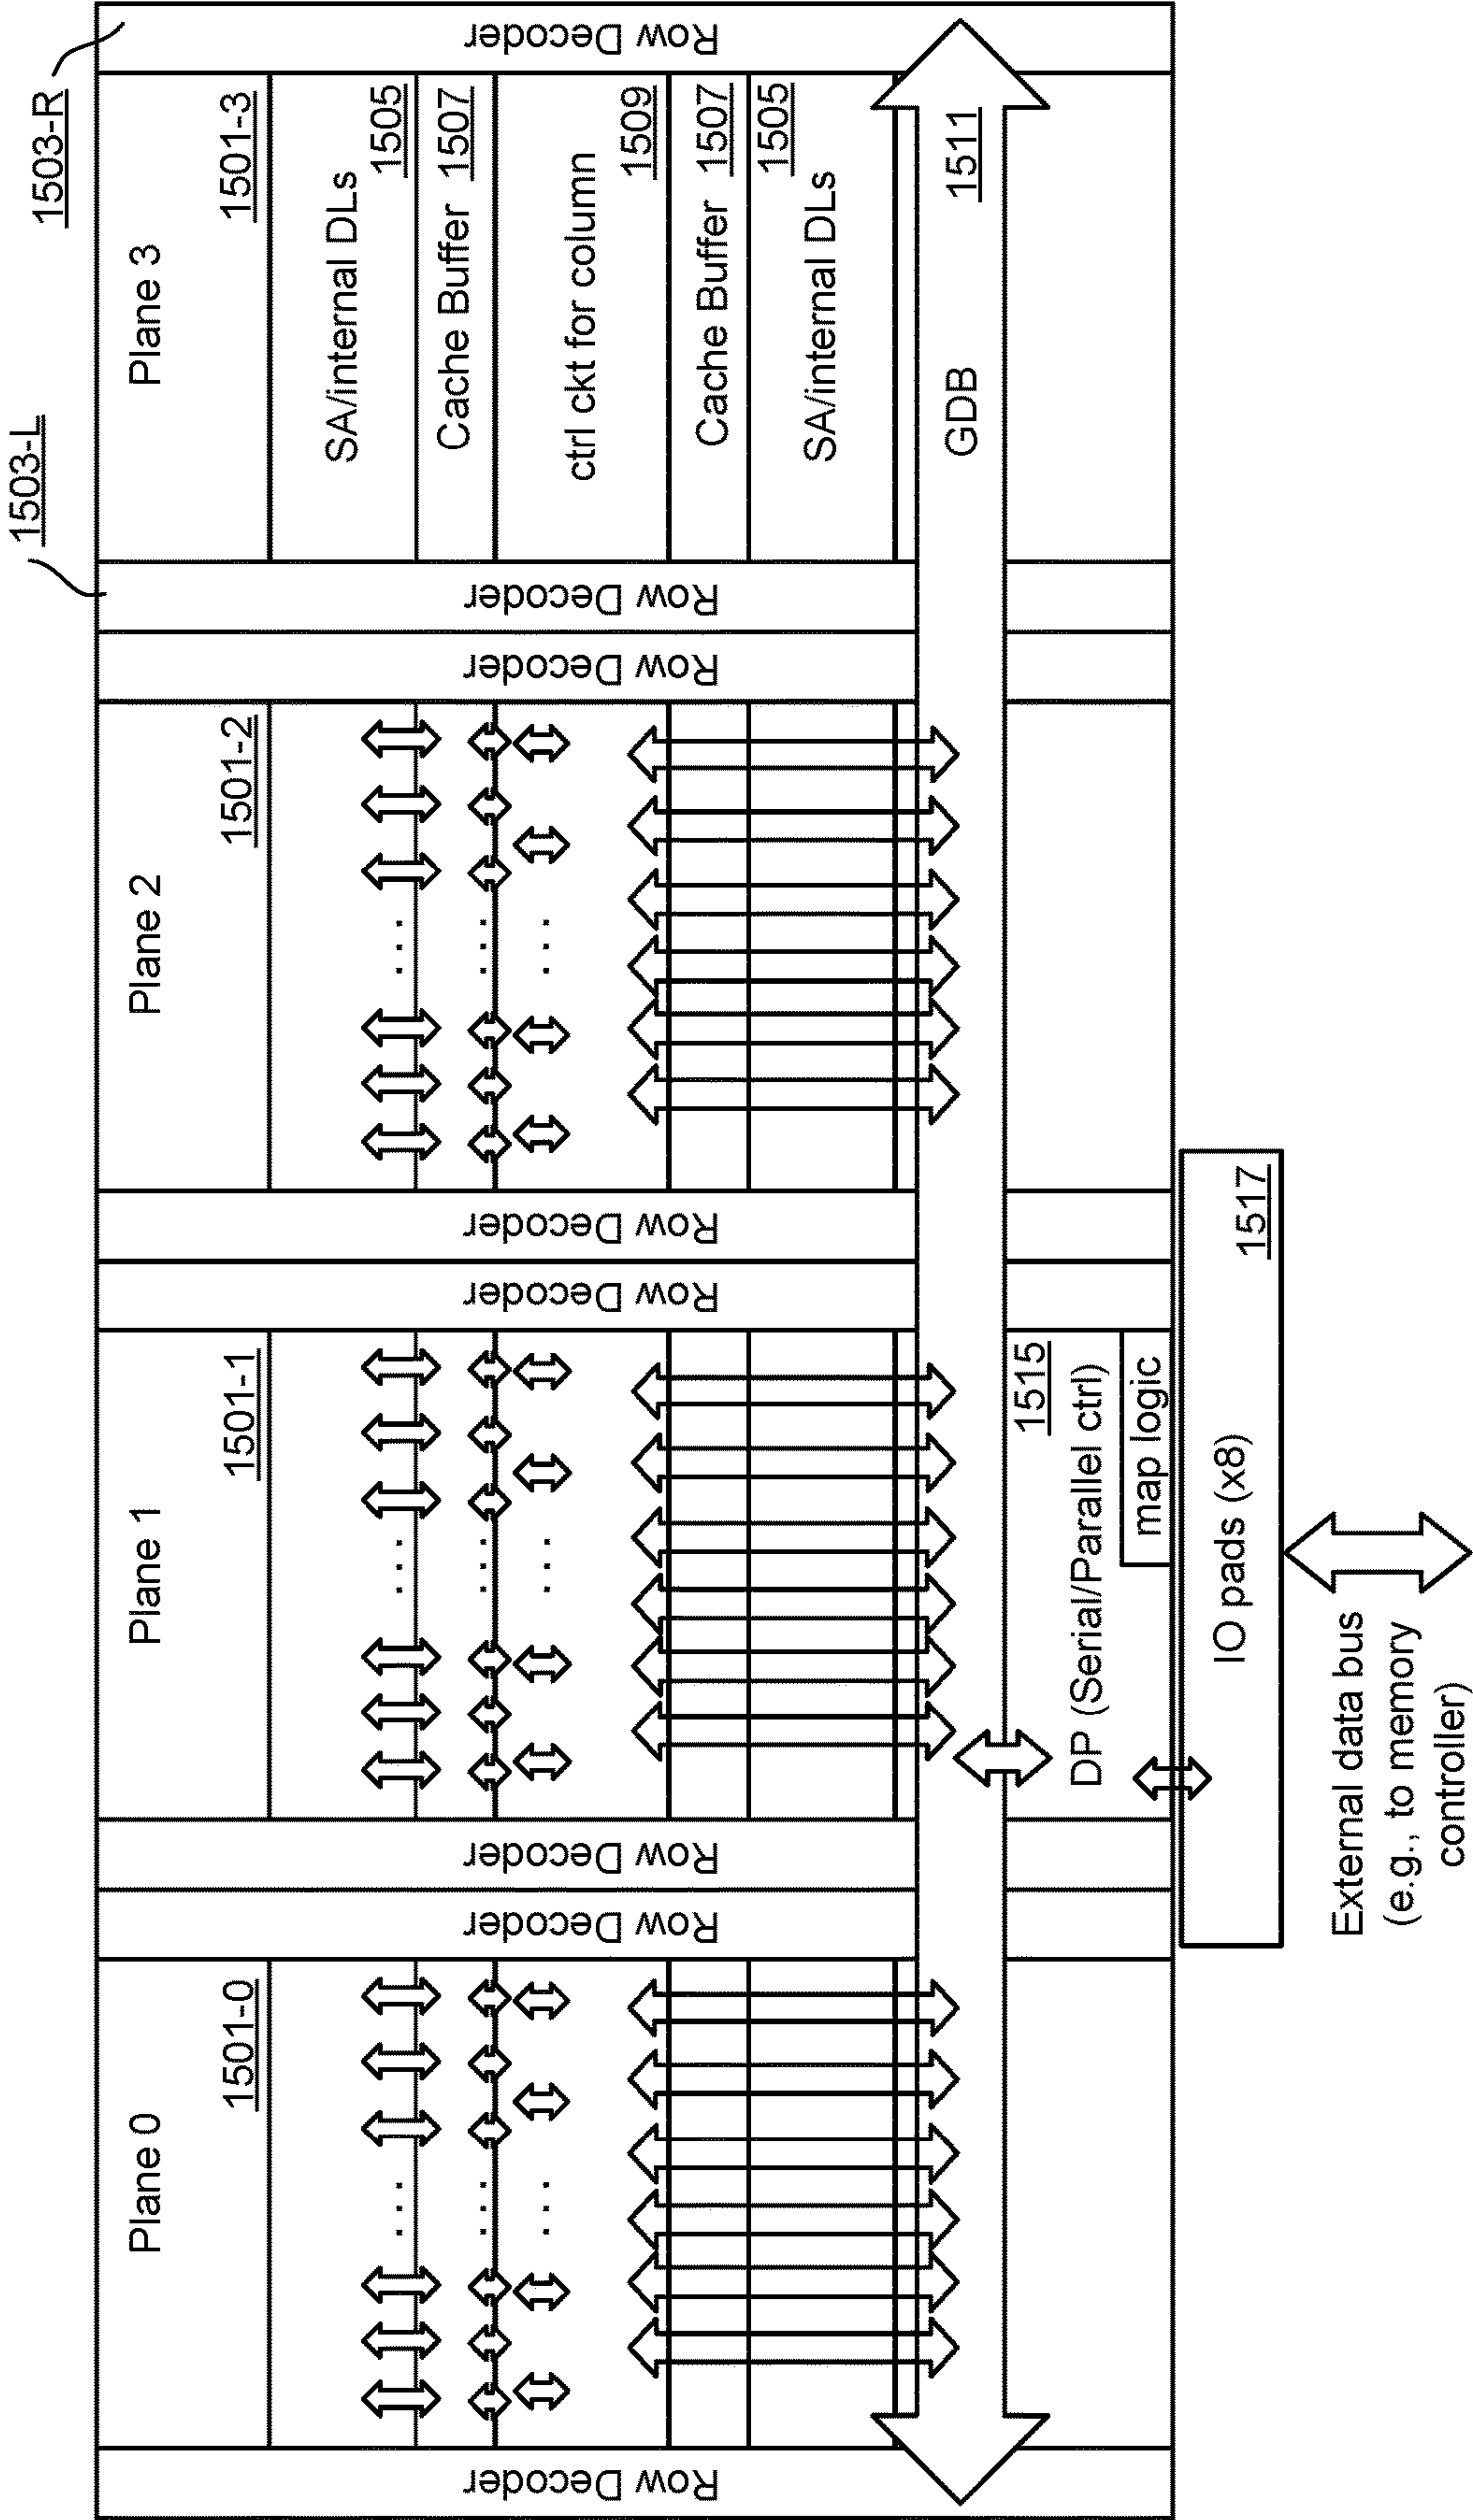 1503-L
1503-R
Plane 0
Plane 1
Plane 2
Plane 3
1501-0
1501-1
1501-2
1501-3
SA/internal DLs
1505
Cache Buffer 1507
ctrl ckt for column
1509
Cache Buffer 1507
1505
SA/internal DLs
Row Decoder
Row Decoder
Row Decoder
Row Decoder
Row Decoder
Row Decoder
Row Decoder
Row Decoder
GDB
1511
1515
DP (Serial/Parallel ctrl)
map logic
IO pads (x8)
1517
External data bus
(e.g., to memory
controller)